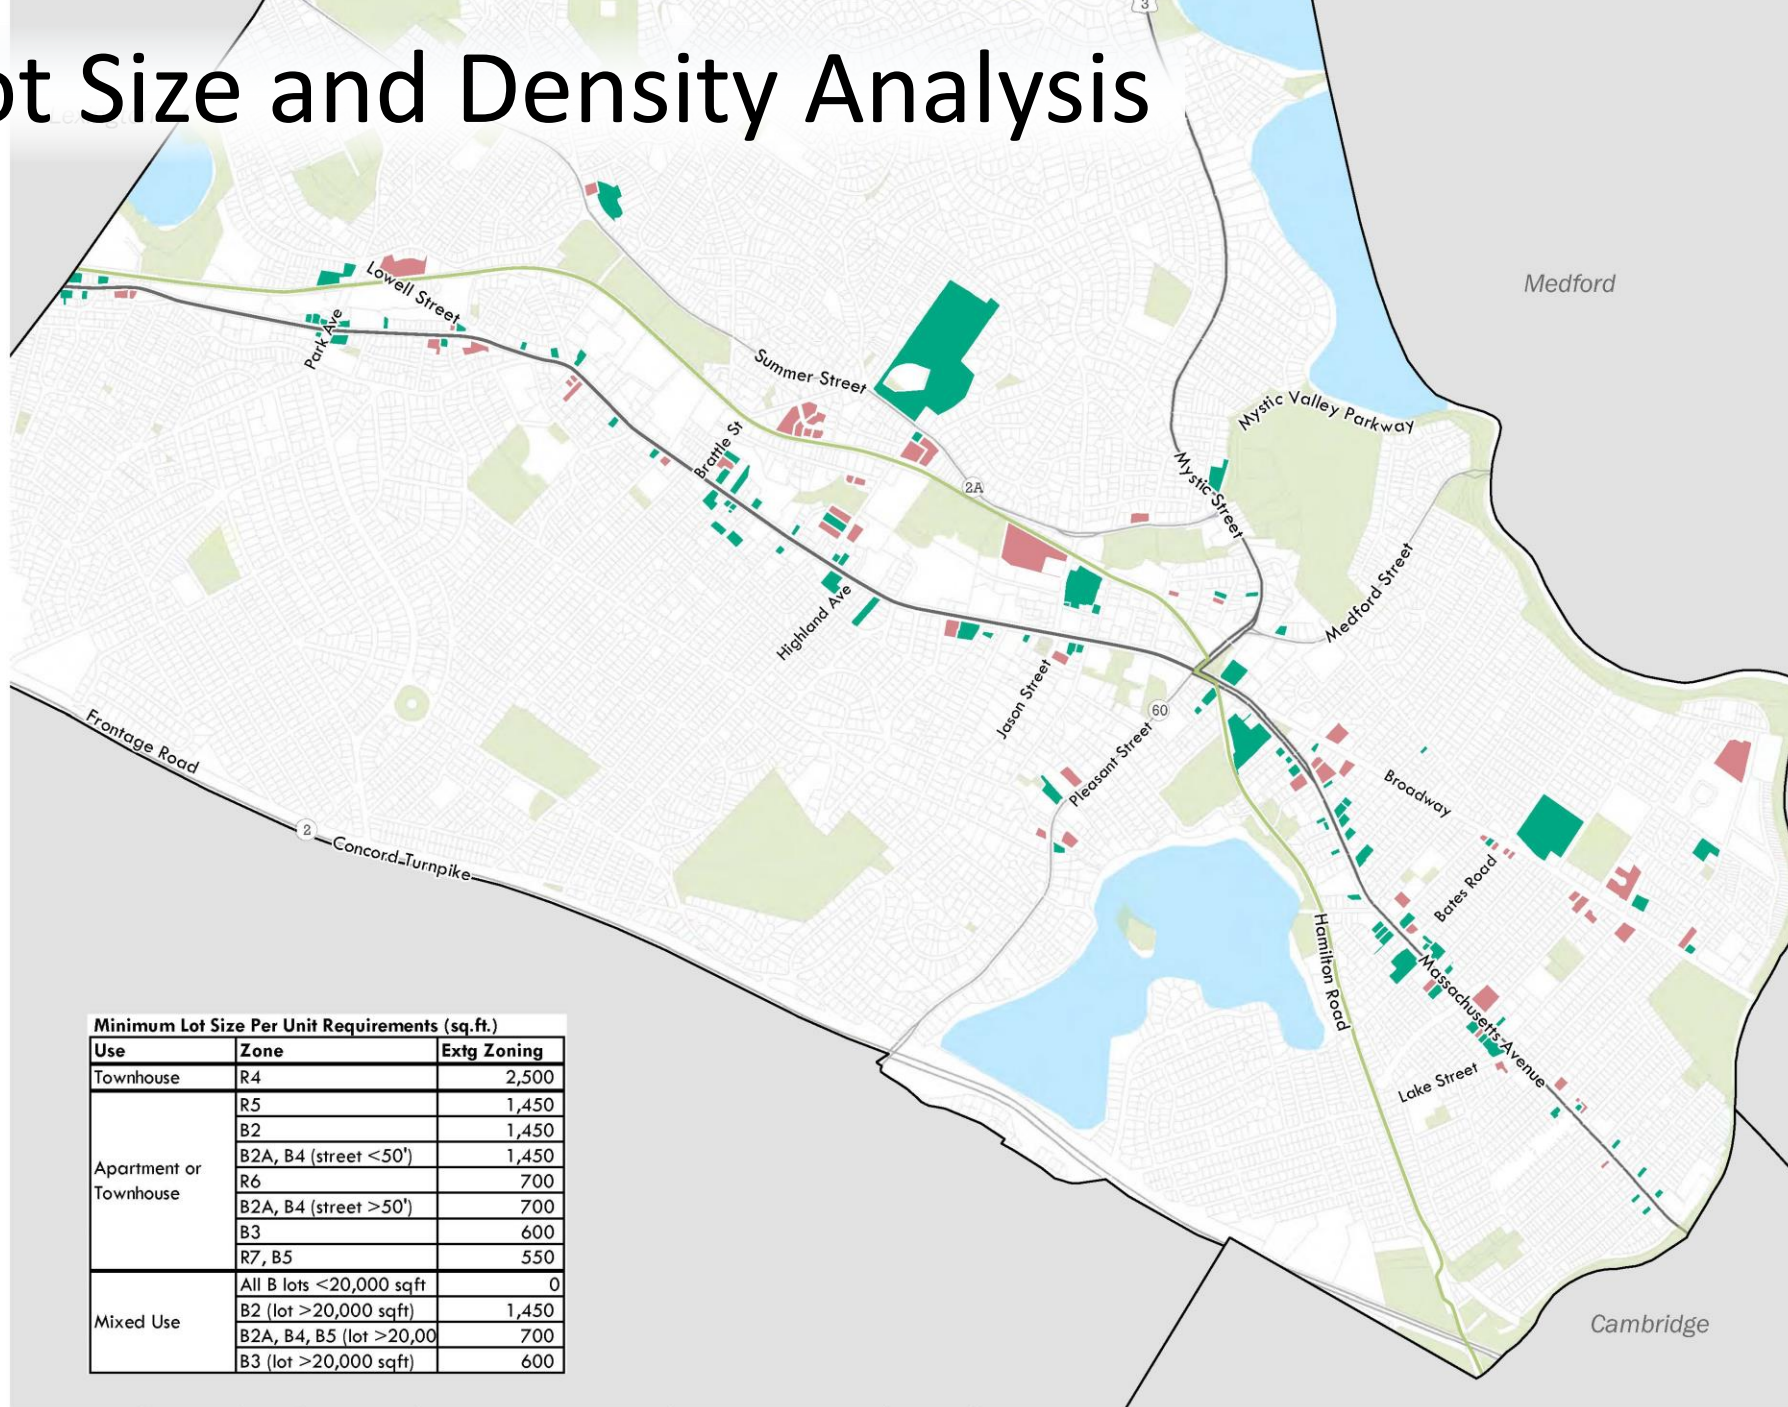 3
ot Size and Density Analysis
Medford
Lowell Street
Park Ave
Summer Street
Mystic Valley Parkway
Brattle St
Mystic Street
2A
Medford Street
Highland Ave
Jason Street
60
Pleasant Street
Frontage Road
Broadway
2
Concord Turnpike
Bates Road
Hamilton Road
Massachusetts Avenue
Lake Street
Cambridge
Minimum Lot Size Per Unit Requirements (sq.ft.)
Use Zone Extg Zoning
Townhouse R4 2,500
Apartment or
Townhouse
R5 1,450
B2 1,450
B2A, B4 (street <50') 1,450
R6 700
B2A, B4 (street >50') 700
B3 600
R7, B5 550
Mixed Use
All B lots <20,000 sqft 0
B2 (lot >20,000 sqft) 1,450
B2A, B4, B5 (lot >20,00 700
B3 (lot >20,000 sqft) 600